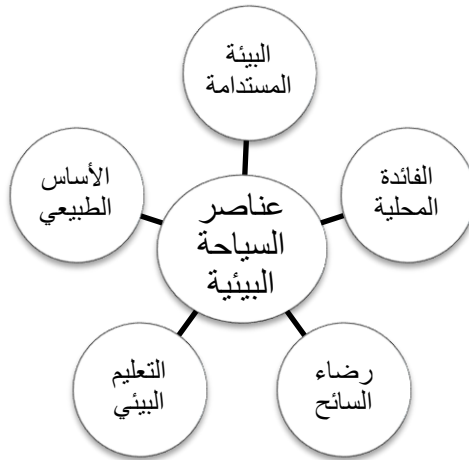 البيئة
المستدامة
الفائدة
المحلية
رضاء
السائح
التعليم
البيئي
الأساس
الطبيعي
عناصر
السياحة
البيئية